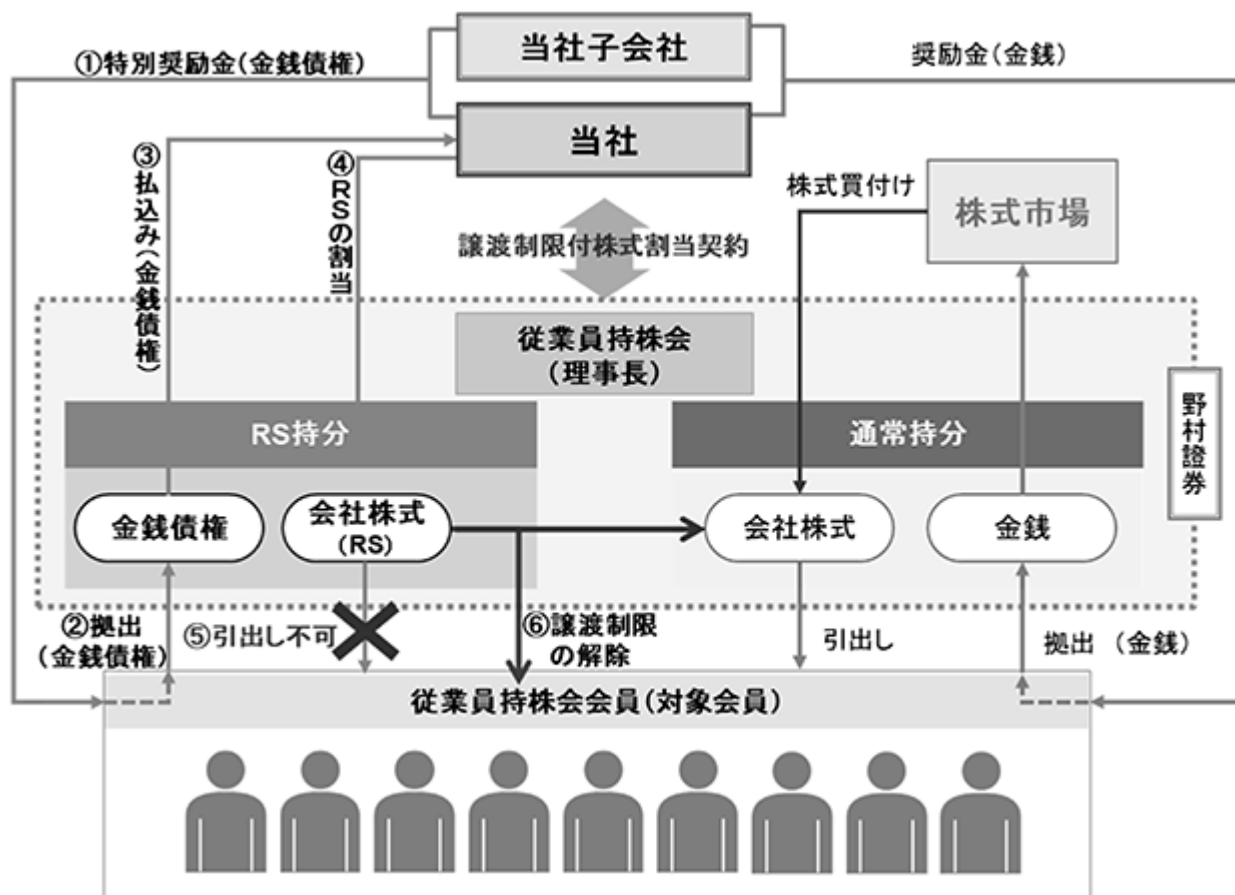 当社子会社
①特別奨励金(金銭債権)
奨励金(金銭)
当社
③払込み(金銭債権)
④RSの割当
株式買付け
株式市場
譲渡制限付株式割当契約
従業員持株会
(理事長)
野村證券
RS持分
通常持分
金銭債権
会社株式
(RS)
会社株式
金銭
②拠出
(金銭債権)
⑤引出し不可
⑥譲渡制限
の解除
引出し
拠出 (金銭)
従業員持株会会員(対象会員)